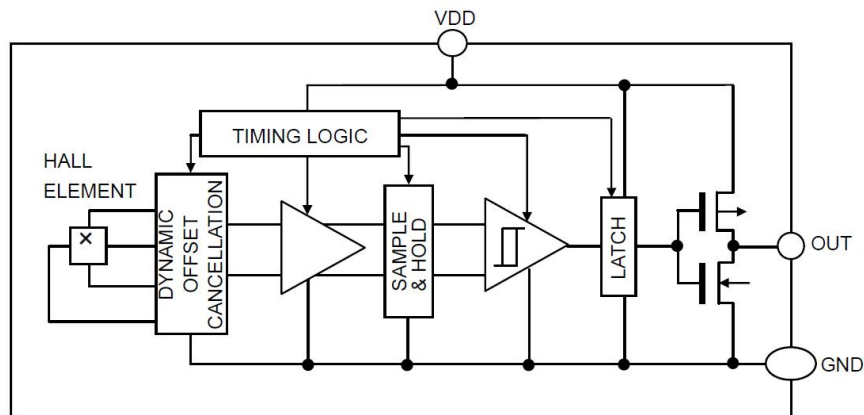 VDD
TIMING LOGIC
HALL
ELEMENT
DYNAMIC
OFFSET
CANCELLATION
SAMPLE
& HOLD
LATCH
OUT
GND